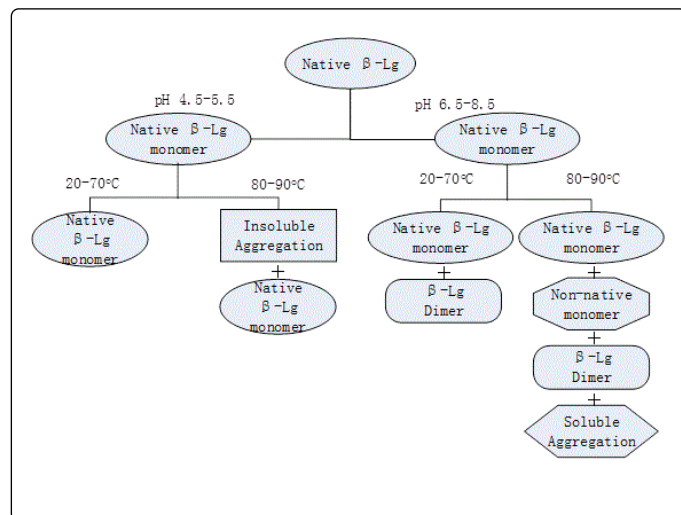 Native β-Lg
pH 4.5-5.5
pH 6.5-8.5
Native β-Lg
monomer
Native β-Lg
monomer
20-70℃
80-90℃
20-70℃
80-90℃
Native
β-Lg
monomer
Insoluble
Aggregation
+
Native
β-Lg
monomer
Native β-Lg
monomer
+
β-Lg
Dimer
Native β-Lg
monomer
+
Non-native
monomer
+
β-Lg
Dimer
+
Soluble
Aggregation